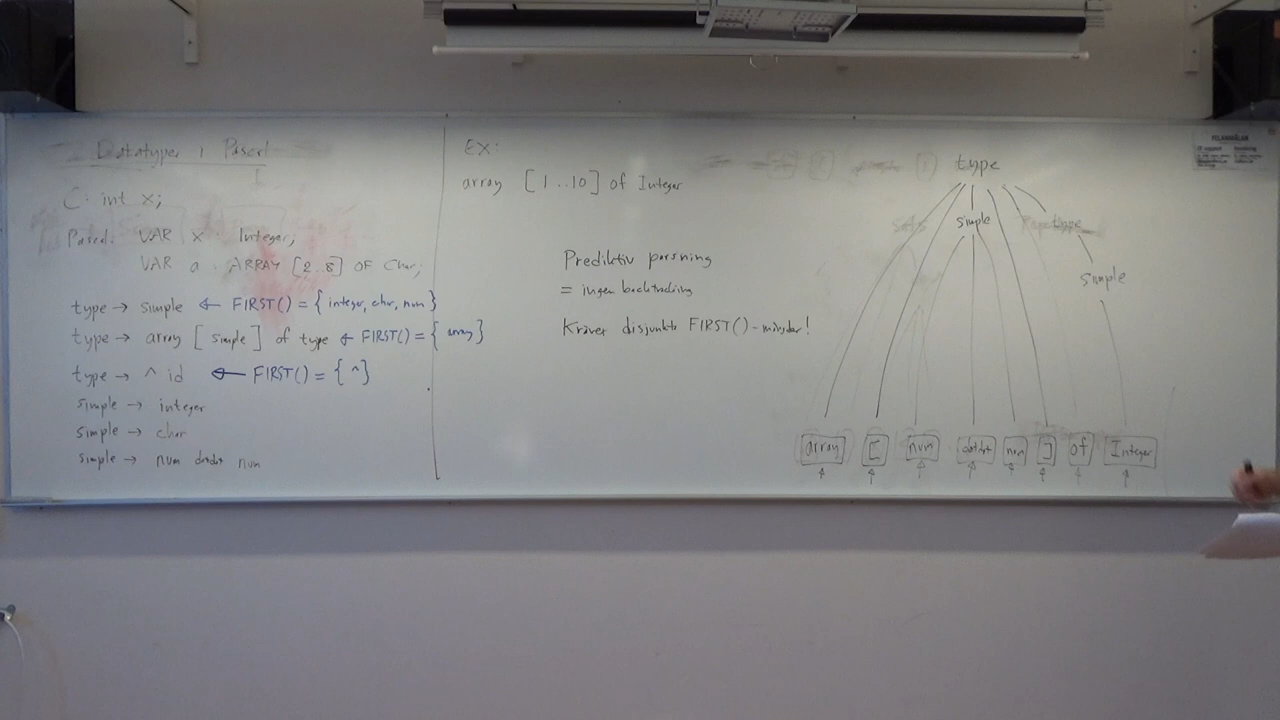 Datatyper i Pascal
C: int x;
Pascal: VAR x : Integer;
VAR a : ARRAY [2..8] OF Char;
type → simple ← FIRST() = { integer, char, num }
type → array [ simple ] of type ← FIRST() = { array }
type → ^ id ← FIRST() = { ^ }
simple → integer
simple → char
simple → num dotdot num
EX:
array [1..10] of Integer
Prediktiv parsning
= ingen backtracking
Kräver disjunkta FIRST()-mängder!
type
simple type
simple
array [ num dotdot num ] of Integer
FELANMÄLAN